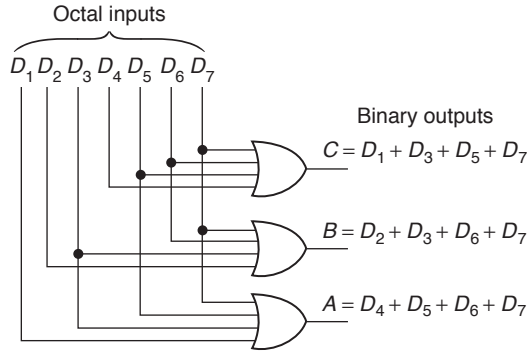 Octal inputs
D₁ D₂ D₃ D₄ D₅ D₆ D₇
Binary outputs
C = D₁ + D₃ + D₅ + D₇
B = D₂ + D₃ + D₆ + D₇
A = D₄ + D₅ + D₆ + D₇